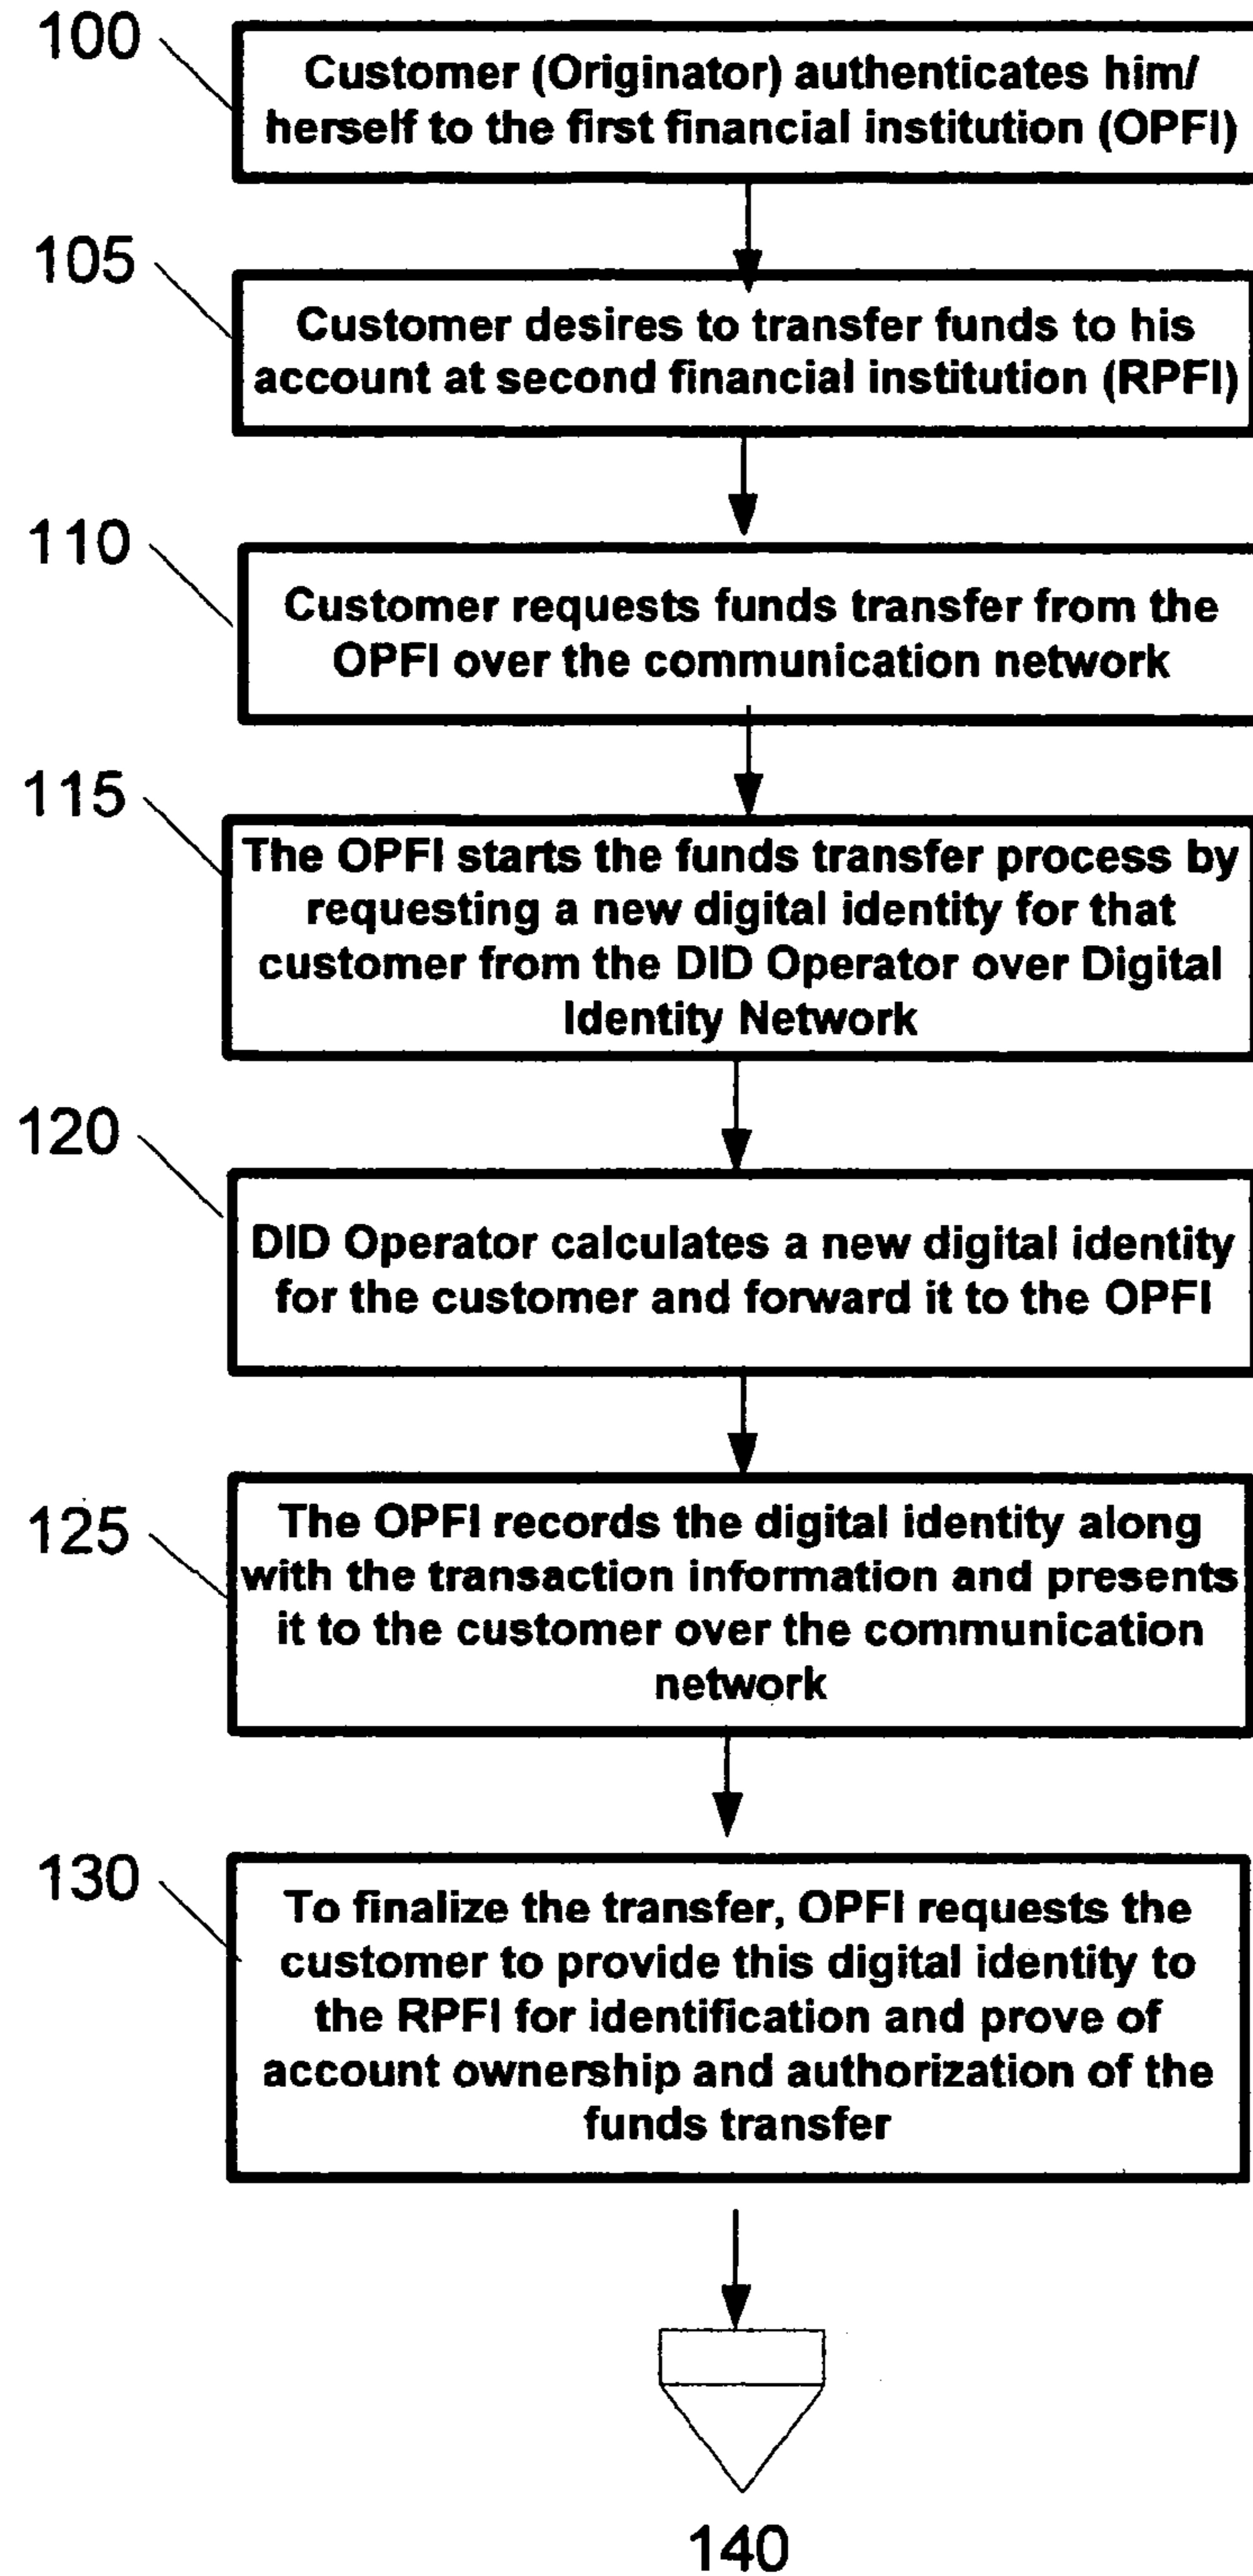 100
Customer (Originator) authenticates him/
herself to the first financial institution (OPFI)
105
Customer desires to transfer funds to his
account at second financial institution (RPFI)
110
Customer requests funds transfer from the
OPFI over the communication network
115
The OPFI starts the funds transfer process by
requesting a new digital identity for that
customer from the DID Operator over Digital
Identity Network
120
DID Operator calculates a new digital identity
for the customer and forward it to the OPFI
125
The OPFI records the digital identity along
with the transaction information and presents
it to the customer over the communication
network
130
To finalize the transfer, OPFI requests the
customer to provide this digital identity to
the RPFI for identification and prove of
account ownership and authorization of the
funds transfer
140